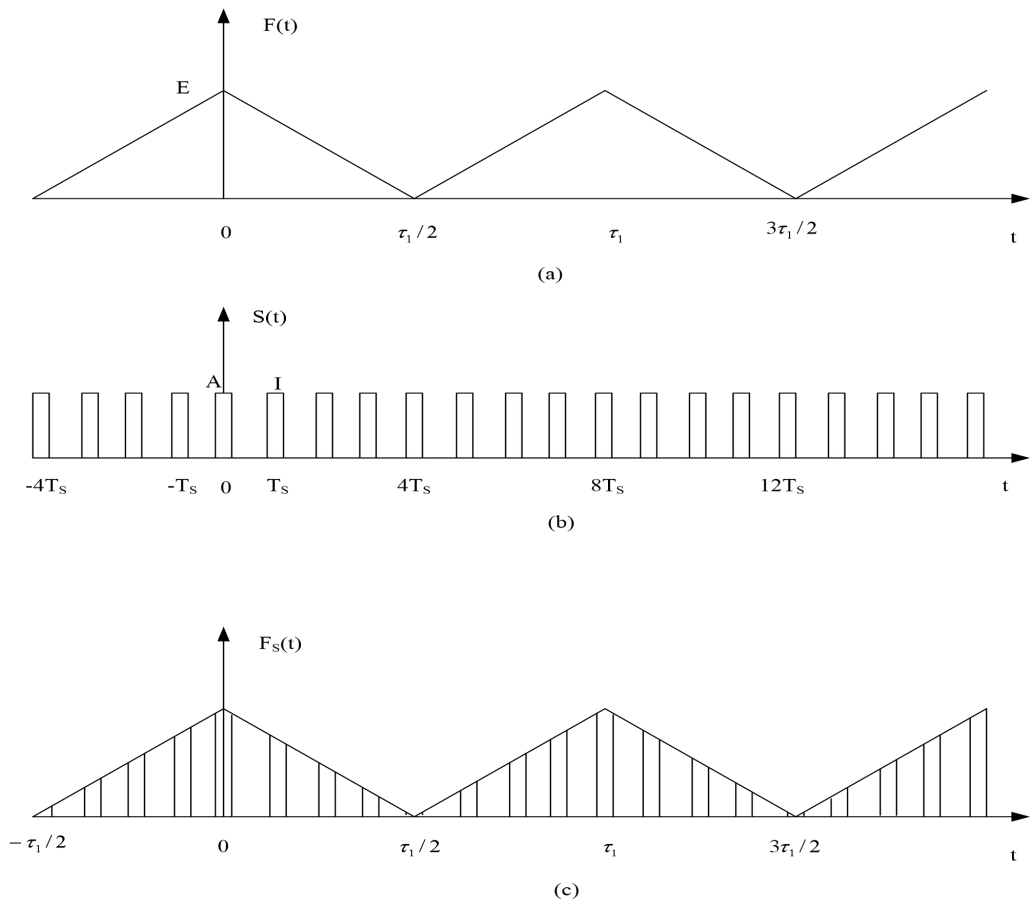 F(t)
E
0 τ₁/2 τ₁ 3τ₁/2 t
(a)
S(t)
A I
-4Tₛ -Tₛ 0 Tₛ 4Tₛ 8Tₛ 12Tₛ t
(b)
Fₛ(t)
−τ₁/2 0 τ₁/2 τ₁ 3τ₁/2 t
(c)